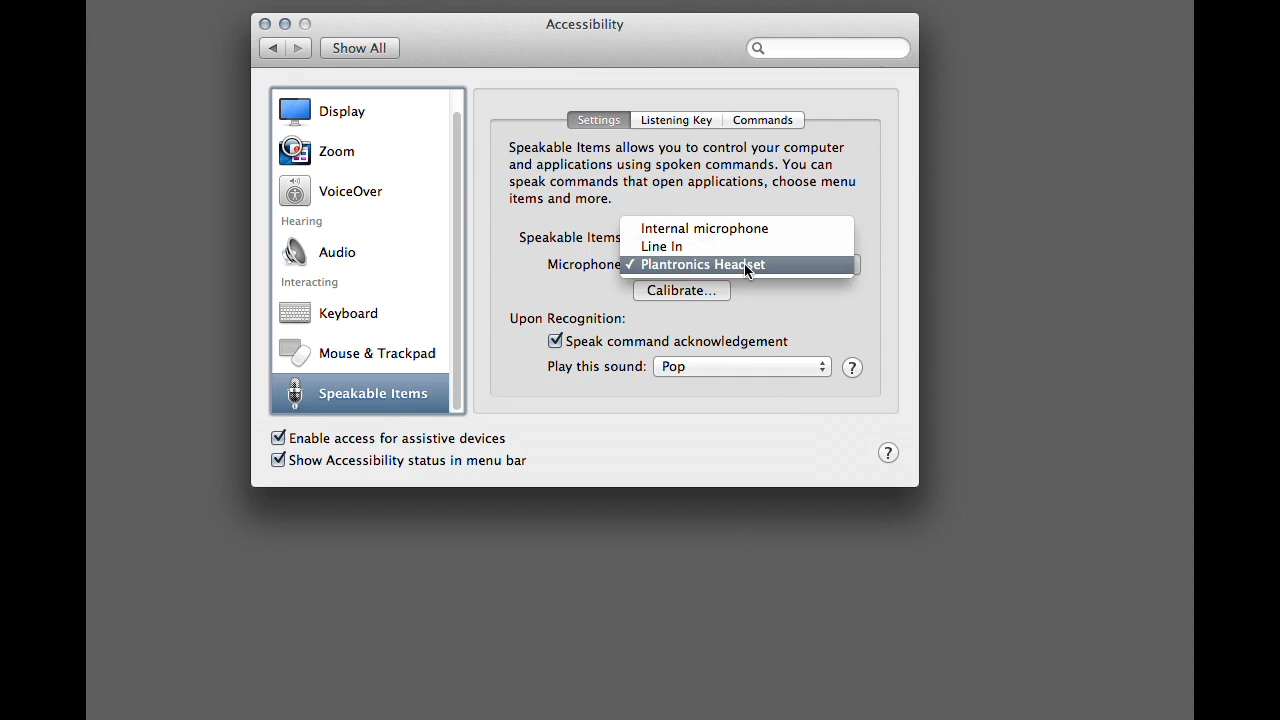 Accessibility
Show All
Display
Zoom
VoiceOver
Hearing
Audio
Interacting
Keyboard
Mouse & Trackpad
Speakable Items
Settings
Listening Key
Commands
Speakable Items allows you to control your computer
and applications using spoken commands. You can
speak commands that open applications, choose menu
items and more.
Speakable Items
Internal microphone
Line In
Microphone
✓ Plantronics Headset
Calibrate...
Upon Recognition:
Speak command acknowledgement
Play this sound: Pop
?
Enable access for assistive devices
Show Accessibility status in menu bar
?